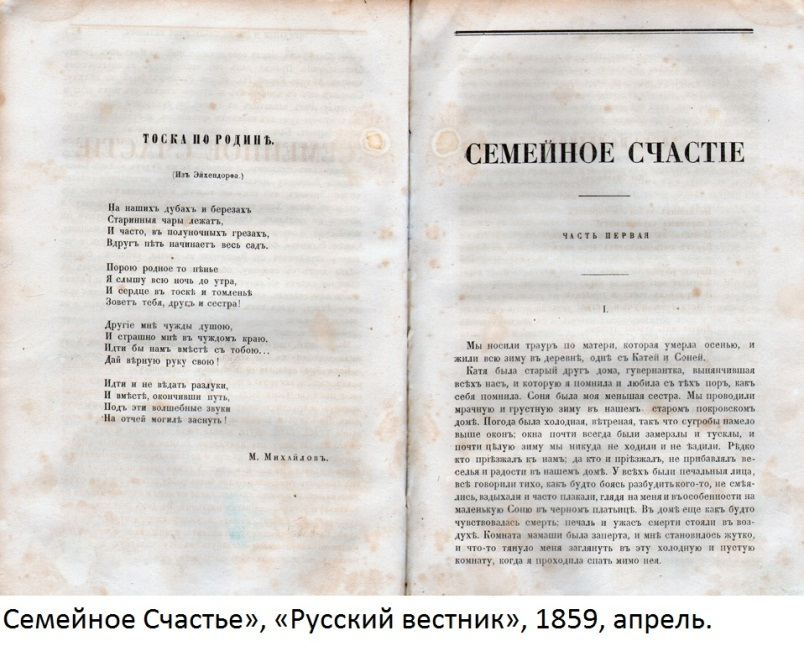 ТОСКА ПО РОДИНѢ.
(Изъ Эйхендорфа.)
На нашихъ дубахъ и березахъ
Старинныя чары лежатъ,
И часто, въ полуночныхъ грезахъ,
Вдругъ пѣть начинаетъ весь садъ.
Порою родное то пѣнье
Я слышу всю ночь до утра,
И сердце въ тоскѣ и томленьѣ
Зоветъ тебя, другъ и сестра!
Другіе мнѣ чужды душою,
И страшно мнѣ въ чуждомъ краю,
Идти бы намъ вмѣстѣ съ тобою...
Дай вѣрную руку свою!
Идти и не вѣдать разлуки,
И вмѣстѣ, окончивши путь,
Подъ эти волшебные звуки
На отчей могилѣ заснуть!
М. Михайловъ.
СЕМЕЙНОЕ СЧАСТІЕ
ЧАСТЬ ПЕРВАЯ
I.
Мы носили трауръ по матери, которая умерла осенью, и
жили всю зиму въ деревнѣ, однѣ съ Катей и Соней.
Катя была старый другъ дома, гувернантка, вынянчившая
всѣхъ насъ, и которую я помнила и любила съ тѣхъ поръ, какъ
себя помнила. Соня была моя меньшая сестра. Мы проводили
мрачную и грустную зиму въ нашемъ старомъ покровскомъ
домѣ. Погода была холодная, вѣтреная, такъ что сугробы намело
выше оконъ; окна почти всегда были замерзлы и тусклы, и
почти цѣлую зиму мы никуда не ходили и не ѣздили. Рѣдко
кто пріѣзжалъ къ намъ; да кто и пріѣзжалъ, не прибавлялъ ве-
селья и радости въ нашемъ домѣ. У всѣхъ были печальныя лица,
всѣ говорили тихо, какъ будто боясь разбудить кого-то, не смѣя-
лись, вздыхали и часто плакали, глядя на меня и въ особенности на
маленькую Соню въ черномъ платьицѣ. Въ домѣ еще какъ будто
чувствовалась смерть; печаль и ужасъ смерти стояли въ воз-
духѣ. Комната мамаши была заперта, и мнѣ становилось жутко,
и что-то тянуло меня заглянуть въ эту холодную и пустую
комнату, когда я проходила спать мимо нея.
Семейное Счастье», «Русский вестник», 1859, апрель.